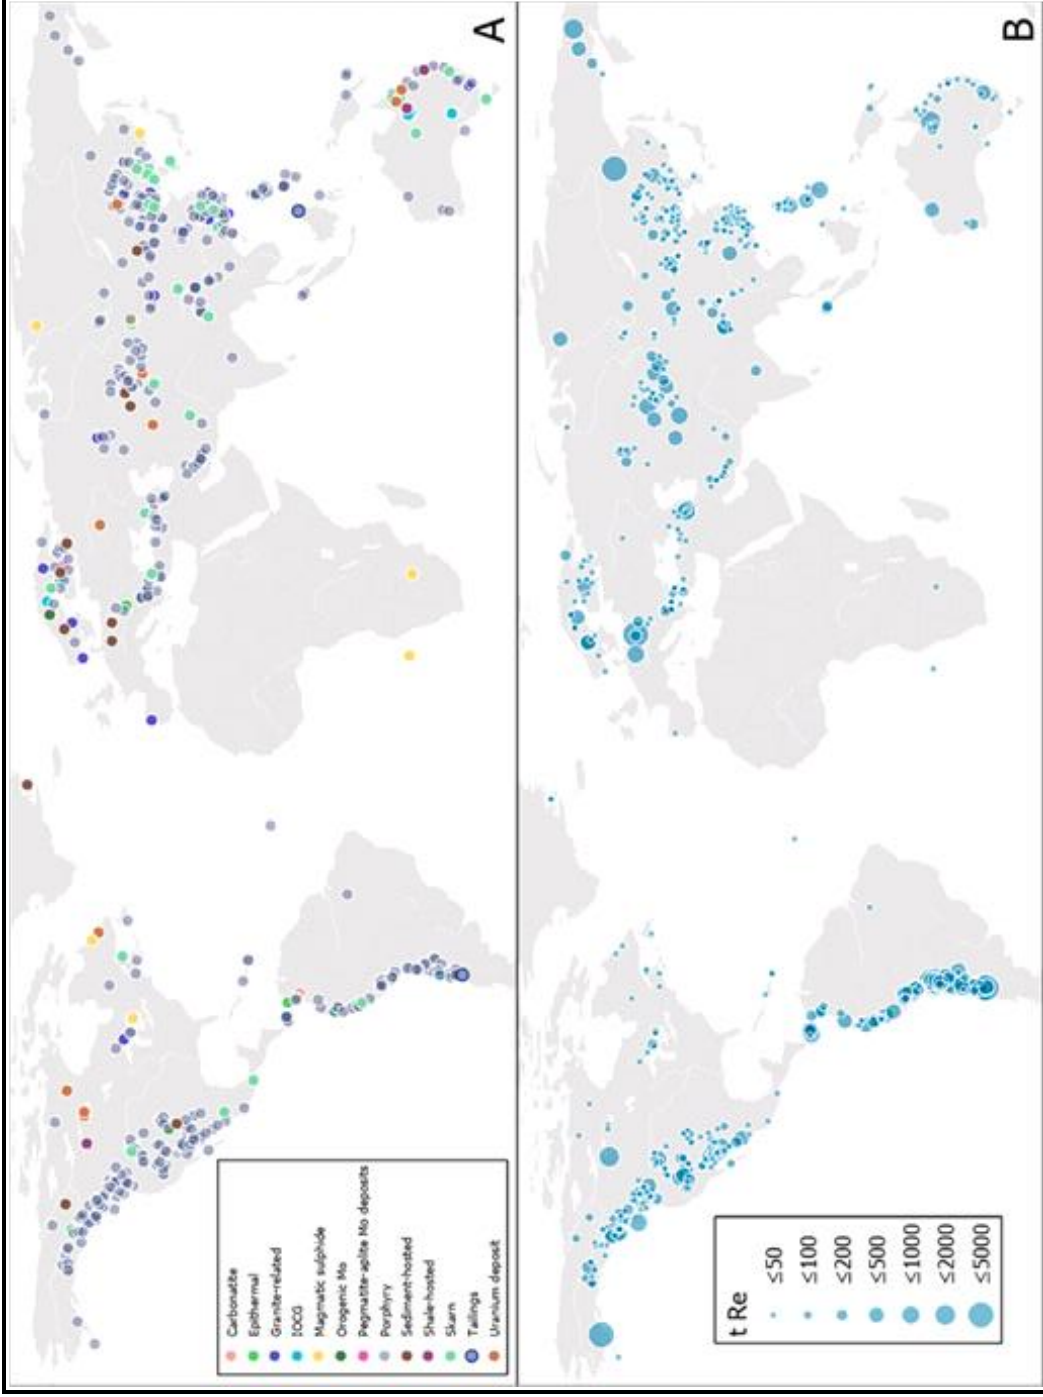 A
Carbonatite
Epithermal
Granite-related
IOCG
Magmatic sulphide
Orogenic Mo
Pegmatite-aplite Mo deposits
Porphyry
Sediment-hosted
Shale-hosted
Skarn
Tailings
Uranium deposit
B
t Re
≤50
≤100
≤200
≤500
≤1000
≤2000
≤5000